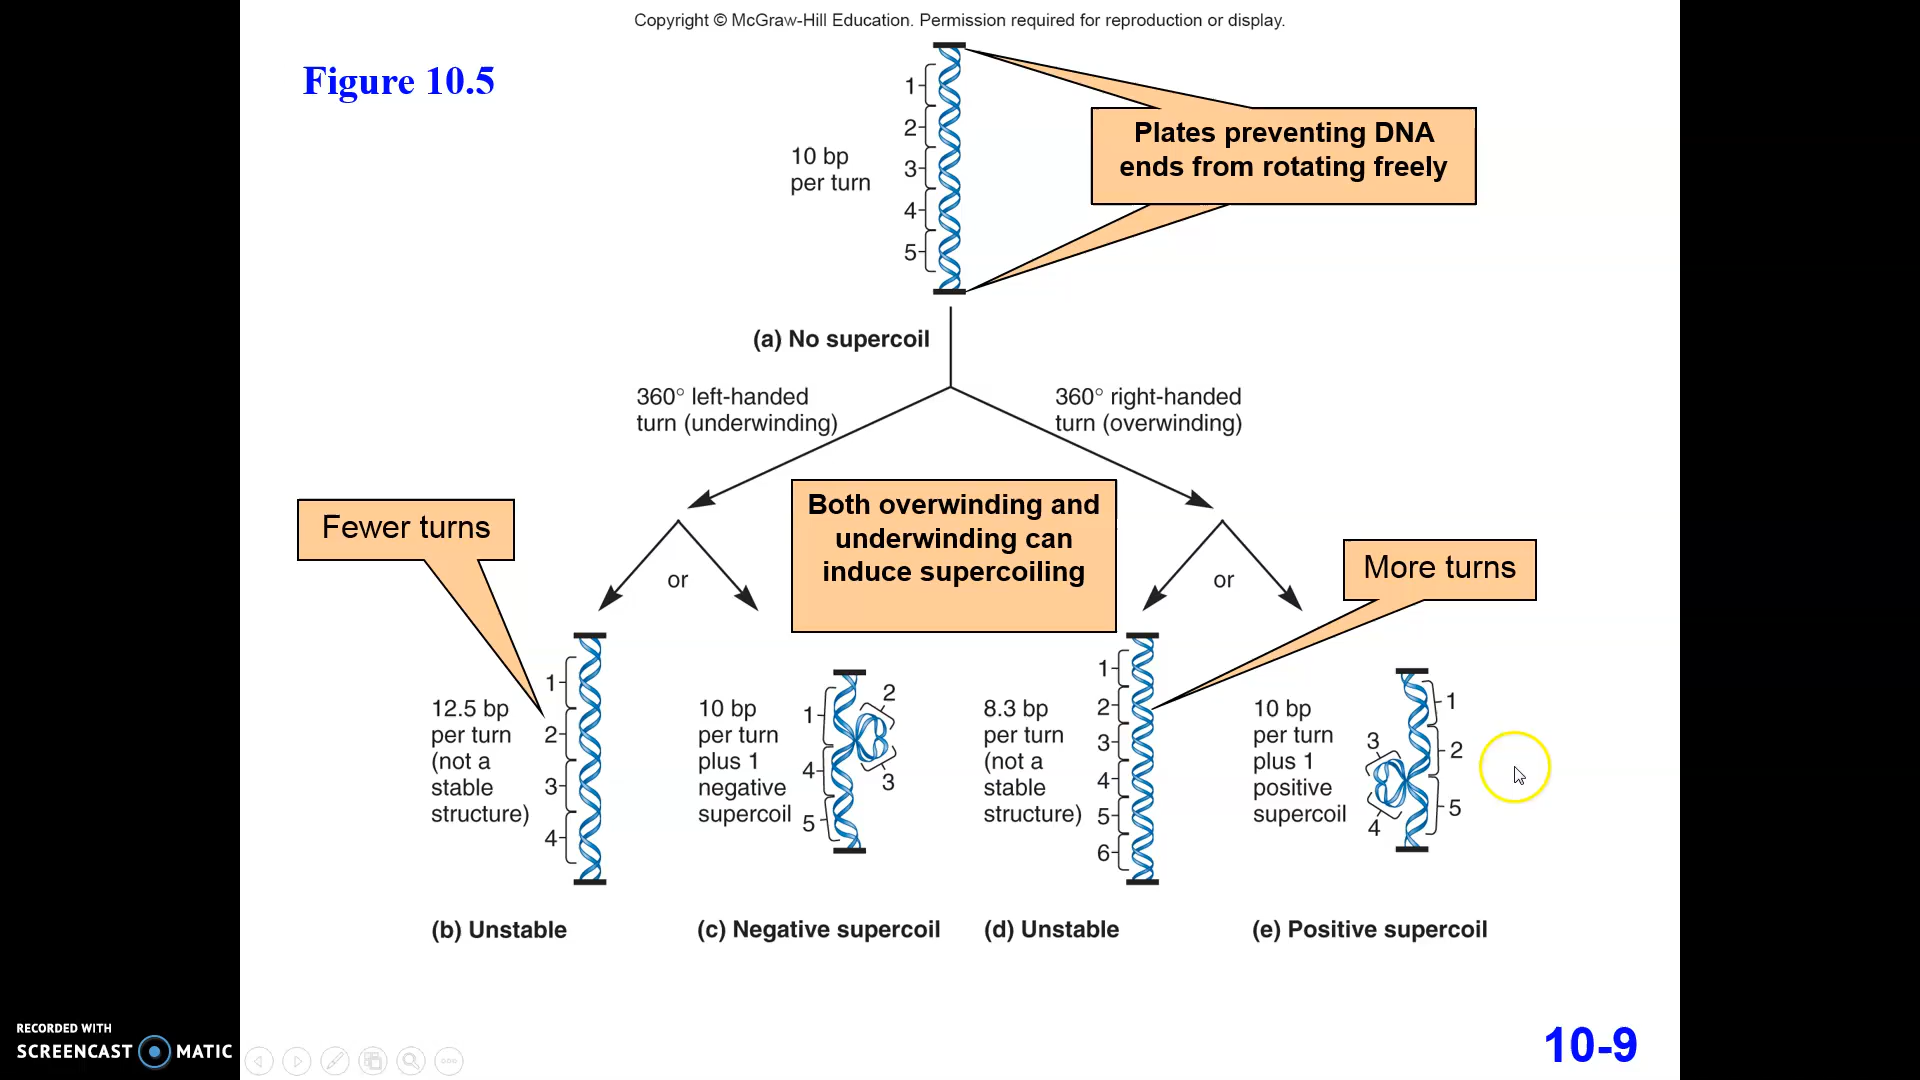 Copyright © McGraw-Hill Education. Permission required for reproduction or display.
Figure 10.5
Plates preventing DNA
ends from rotating freely
10 bp
per turn
1
2
3
4
5
(a) No supercoil
360° left-handed
turn (underwinding)
360° right-handed
turn (overwinding)
Fewer turns
Both overwinding and
underwinding can
induce supercoiling
More turns
or
or
12.5 bp
per turn
(not a
stable
structure)
1
2
3
4
10 bp
per turn
plus 1
negative
supercoil
1
2
3
4
5
8.3 bp
per turn
(not a
stable
structure)
1
2
3
4
5
6
10 bp
per turn
plus 1
positive
supercoil
1
2
3
4
5
(b) Unstable
(c) Negative supercoil
(d) Unstable
(e) Positive supercoil
10-9
RECORDED WITH
SCREENCAST MATIC